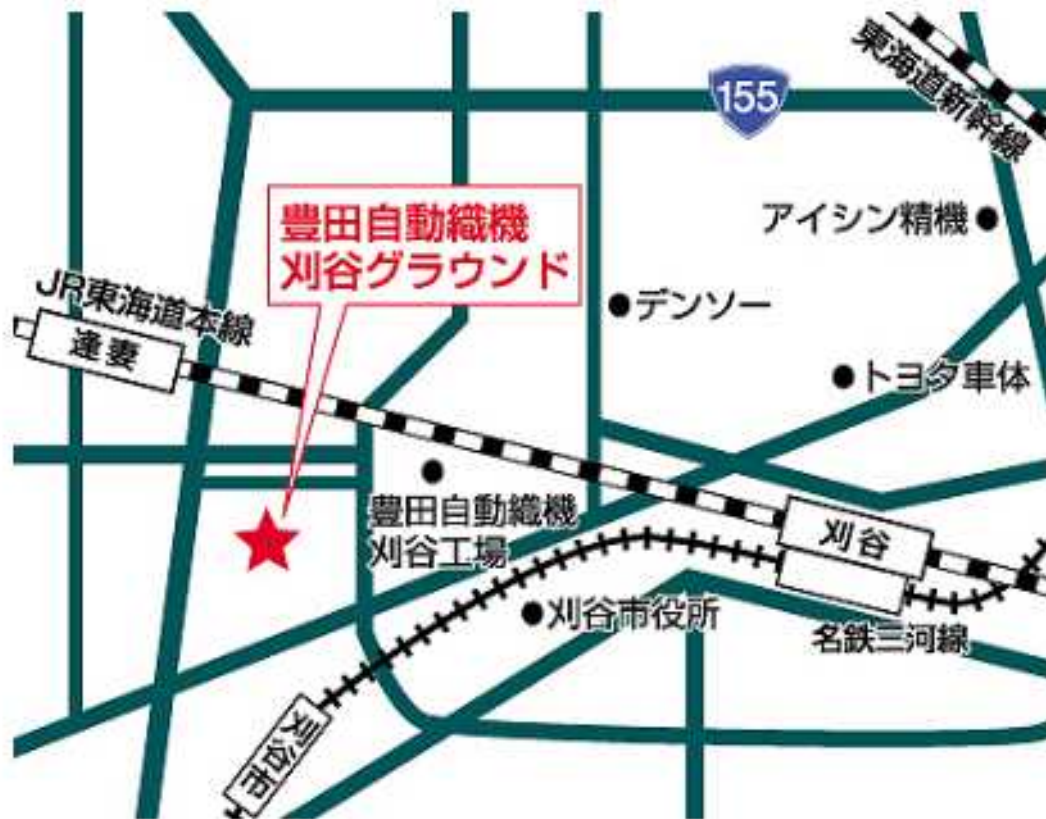 155
東海道新幹線
アイシン精機
豊田自動織機
刈谷グラウンド
JR東海道本線
デンソー
逢妻
トヨタ車体
豊田自動織機
刈谷工場
刈谷
刈谷市役所
名鉄三河線
刈谷市